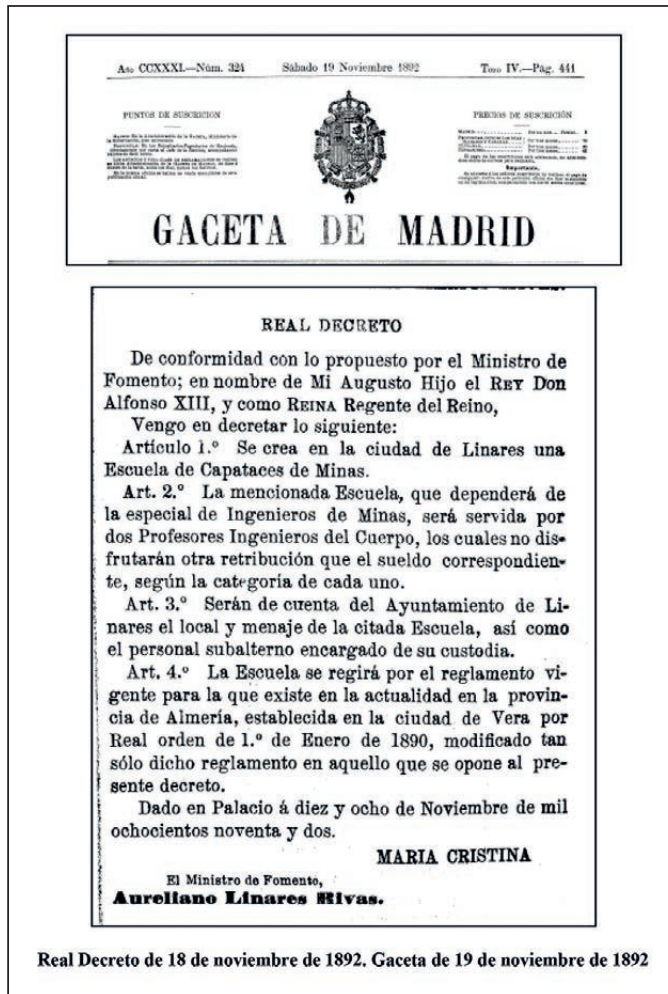 Año CCXXXI.—Núm. 324 Sábado 19 Noviembre 1892 Tomo IV.—Pág. 441
PUNTOS DE SUSCRICION
PRECIOS DE SUSCRICIÓN
Importante.
GACETA DE MADRID
REAL DECRETO
De conformidad con lo propuesto por el Ministro de
Fomento; en nombre de Mi Augusto Hijo el REY Don
Alfonso XIII, y como REINA Regente del Reino,
Vengo en decretar lo siguiente:
Artículo 1.º Se crea en la ciudad de Linares una
Escuela de Capataces de Minas.
Art. 2.º La mencionada Escuela, que dependerá de
la especial de Ingenieros de Minas, será servida por
dos Profesores Ingenieros del Cuerpo, los cuales no dis-
frutarán otra retribución que el sueldo correspondien-
te, según la categoría de cada uno.
Art. 3.º Serán de cuenta del Ayuntamiento de Li-
nares el local y menaje de la citada Escuela, así como
el personal subalterno encargado de su custodia.
Art. 4.º La Escuela se regirá por el reglamento vi-
gente para la que existe en la actualidad en la provin-
cia de Almería, establecida en la ciudad de Vera por
Real orden de 1.º de Enero de 1890, modificado tan
sólo dicho reglamento en aquello que se opone al pre-
sente decreto.
Dado en Palacio á diez y ocho de Noviembre de mil
ochocientos noventa y dos.
MARIA CRISTINA
El Ministro de Fomento,
Aureliano Linares Rivas.
Real Decreto de 18 de noviembre de 1892. Gaceta de 19 de noviembre de 1892